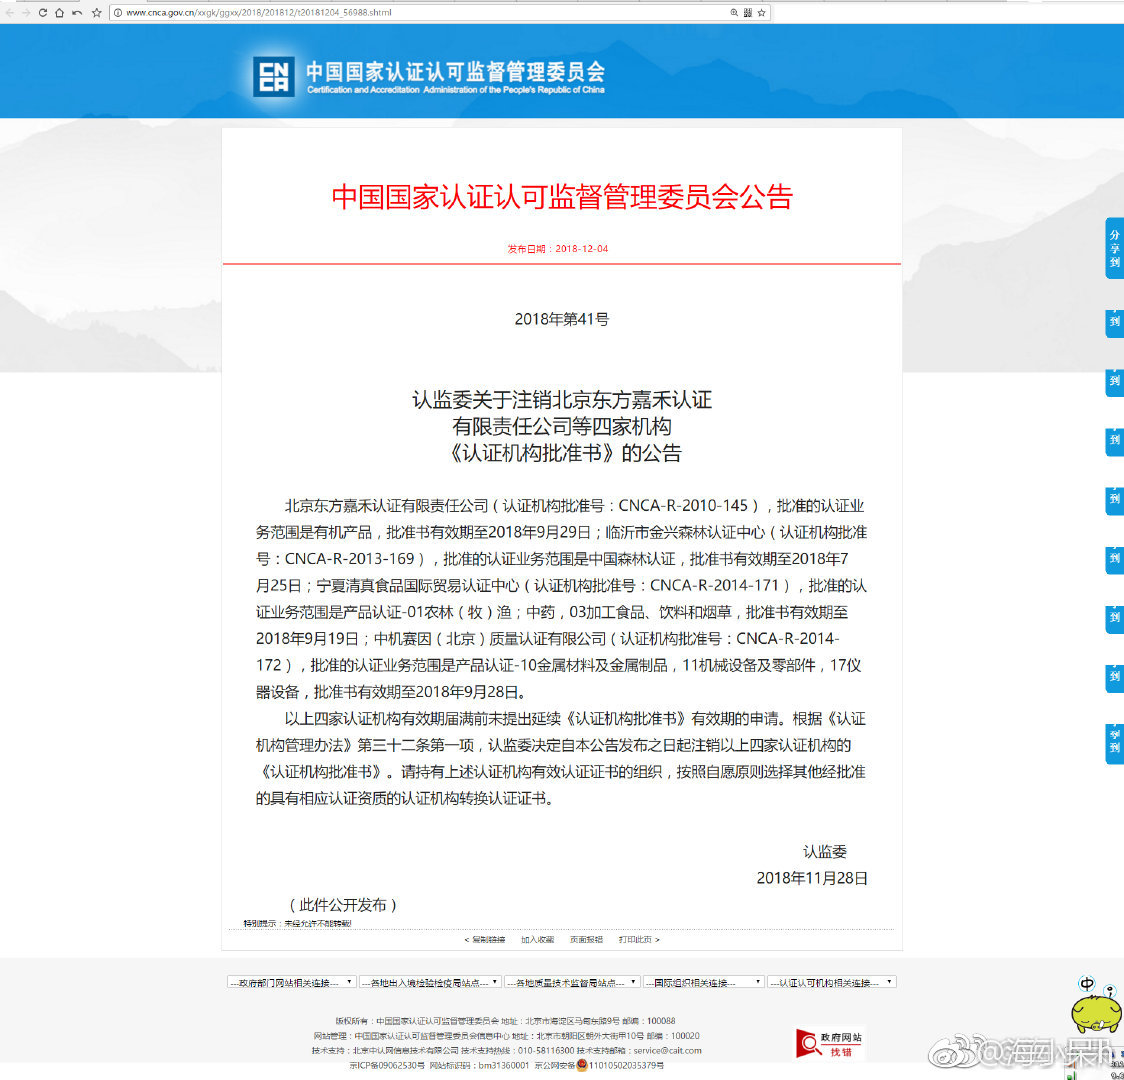 www.cnca.gov.cn/xxgk/ggxx/2018/201812/t20181204_56988.shtml
CNCA
中国国家认证认可监督管理委员会
Certification and Accreditation Administration of the People's Republic of China
中国国家认证认可监督管理委员会公告
发布日期：2018-12-04
2018年第41号
认监委关于注销北京东方嘉禾认证
有限责任公司等四家机构
《认证机构批准书》的公告
北京东方嘉禾认证有限责任公司（认证机构批准号：CNCA-R-2010-145），批准的认证业
务范围是有机产品，批准书有效期至2018年9月29日；临沂市金兴森林认证中心（认证机构批准
号：CNCA-R-2013-169），批准的认证业务范围是中国森林认证，批准书有效期至2018年7
月25日；宁夏清真食品国际贸易认证中心（认证机构批准号：CNCA-R-2014-171），批准的认
证业务范围是产品认证-01农林（牧）渔；中药，03加工食品、饮料和烟草，批准书有效期至
2018年9月19日；中机赛因（北京）质量认证有限公司（认证机构批准号：CNCA-R-2014-
172），批准的认证业务范围是产品认证-10金属材料及金属制品，11机械设备及零部件，17仪
器设备，批准书有效期至2018年9月28日。
以上四家认证机构有效期届满前未提出延续《认证机构批准书》有效期的申请。根据《认证
机构管理办法》第三十二条第一项，认监委决定自本公告发布之日起注销以上四家认证机构的
《认证机构批准书》。请持有上述认证机构有效认证证书的组织，按照自愿原则选择其他经批准
的具有相应认证资质的认证机构转换认证证书。
认监委
2018年11月28日
（此件公开发布）
特别提示：未经允许不能转载!
< 复制链接 加入收藏 页面报错 打印此页 >
分享到
到
到
到
到
到
到
到
享到
---政府部门网站相关连接--- ---各地出入境检验检疫局站点--- ---各地质量技术监督局站点--- ---国际组织相关连接--- ---认证认可机构相关连接---
版权所有：中国国家认证认可监督管理委员会 地址：北京市海淀区马甸东路9号 邮编：100088
网站管理：中国国家认证认可监督管理委员会信息中心 地址：北京市朝阳区朝外大街甲10号 邮编：100020
技术支持：北京中认网信息技术有限公司 技术支持热线：010-58116300 技术支持邮箱：service@cait.com
京ICP备09062530号 网站标识码：bm31360001 京公网安备 11010502035379号
政府网站
找错
中